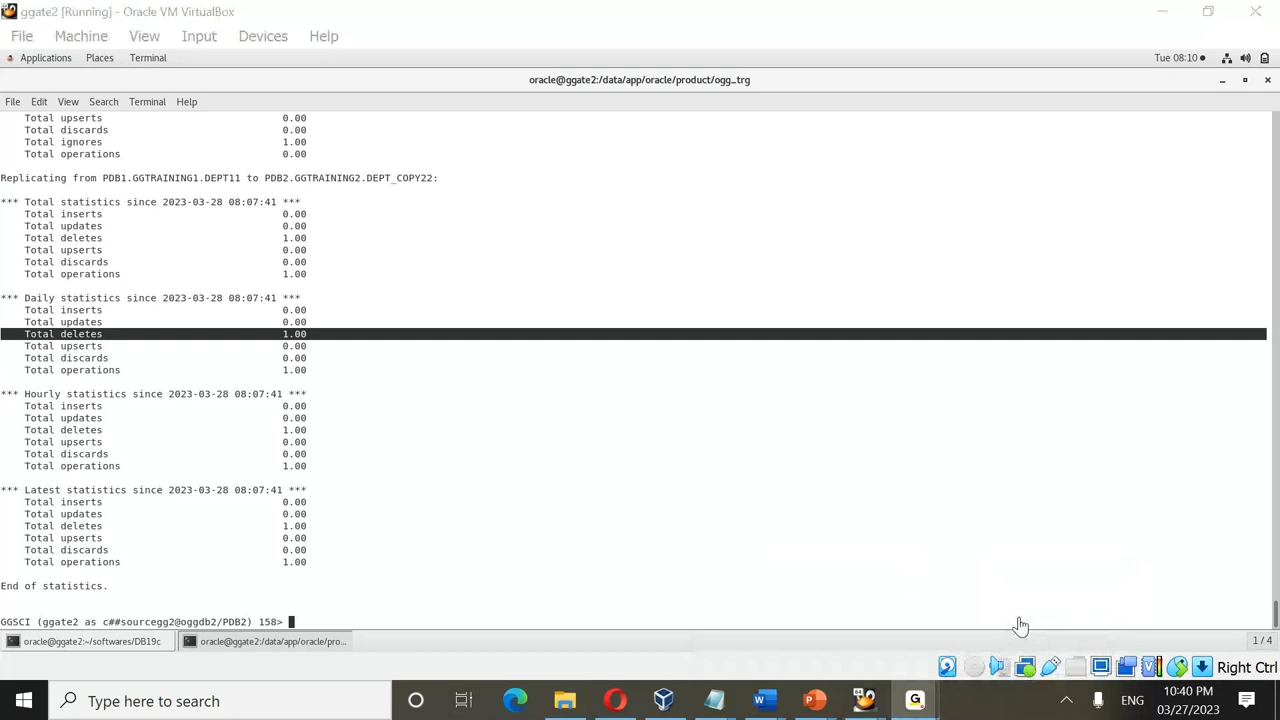 ggate2 [Running] - Oracle VM VirtualBox
File Machine View Input Devices Help
Applications Places Terminal Tue 08:10
oracle@ggate2:/data/app/oracle/product/ogg_trg
File Edit View Search Terminal Help
Total upserts 0.00
Total discards 0.00
Total ignores 1.00
Total operations 0.00
Replicating from PDB1.GGTRAINING1.DEPT11 to PDB2.GGTRAINING2.DEPT_COPY22:
*** Total statistics since 2023-03-28 08:07:41 ***
Total inserts 0.00
Total updates 0.00
Total deletes 1.00
Total upserts 0.00
Total discards 0.00
Total operations 1.00
*** Daily statistics since 2023-03-28 08:07:41 ***
Total inserts 0.00
Total updates 0.00
Total deletes 1.00
Total upserts 0.00
Total discards 0.00
Total operations 1.00
*** Hourly statistics since 2023-03-28 08:07:41 ***
Total inserts 0.00
Total updates 0.00
Total deletes 1.00
Total upserts 0.00
Total discards 0.00
Total operations 1.00
*** Latest statistics since 2023-03-28 08:07:41 ***
Total inserts 0.00
Total updates 0.00
Total deletes 1.00
Total upserts 0.00
Total discards 0.00
Total operations 1.00
End of statistics.
GGSCI (ggate2 as c##sourcegg2@oggdb2/PDB2) 158>
oracle@ggate2:~/softwares/DB19c oracle@ggate2:/data/app/oracle/pro... 1 / 4
Right Ctrl
Type here to search
ENG
10:40 PM
03/27/2023